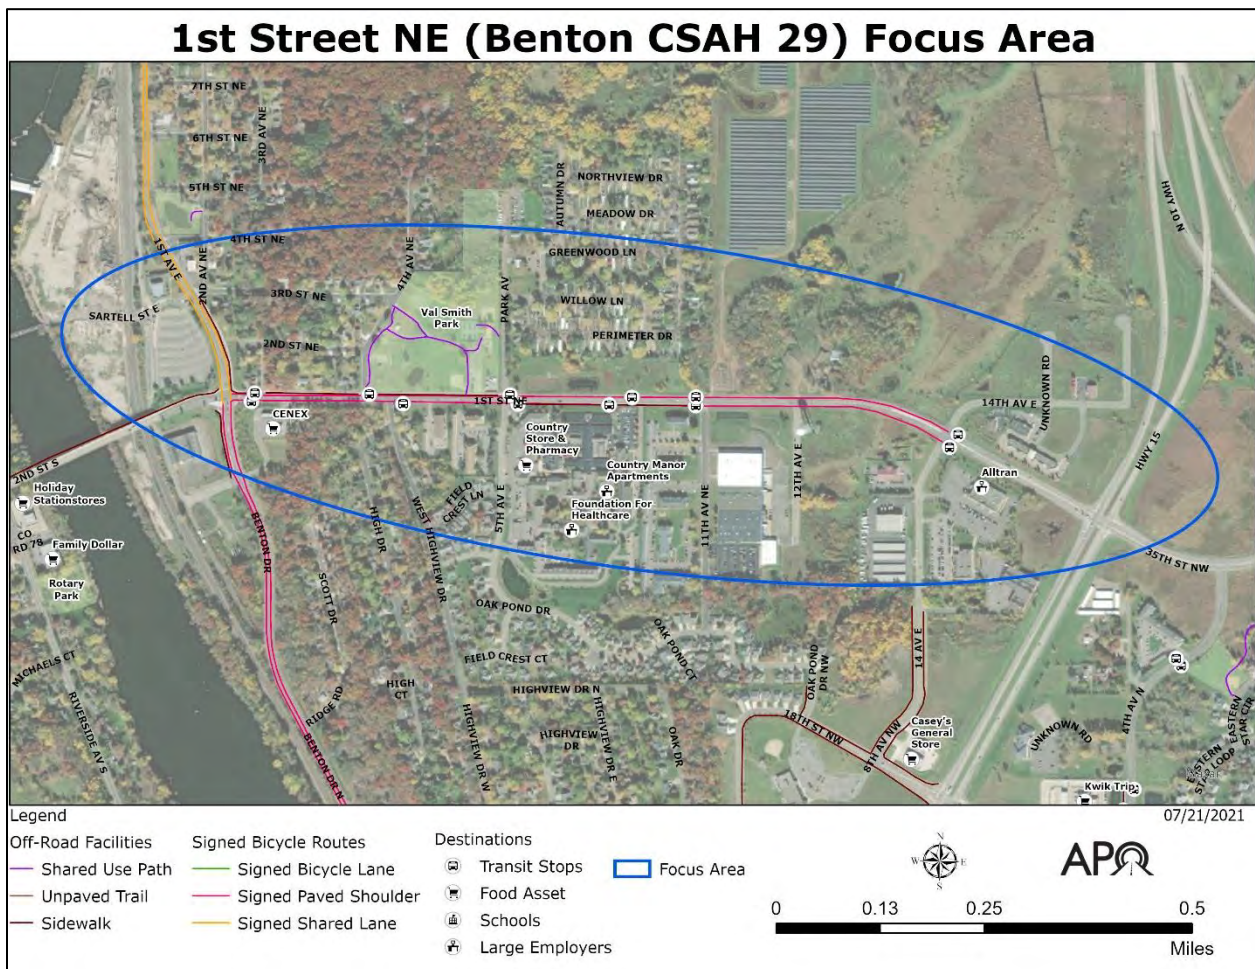 1st Street NE (Benton CSAH 29) Focus Area
7TH ST NE
6TH ST NE
3RD AV NE
5TH ST NE
4TH ST NE
1ST AV E
2ND AV NE
3RD ST NE
4TH AV NE
SARTELL ST E
2ND ST NE
Val Smith
Park
PARK AV
AUTUMN DR
NORTHVIEW DR
MEADOW DR
GREENWOOD LN
WILLOW LN
PERIMETER DR
HWY 10 N
HWY 15
UNKNOWN RD
14TH AV E
1ST ST NE
CENEX
Country
Store &
Pharmacy
Country Manor
Apartments
Foundation For
Healthcare
Alltran
12TH AV E
11TH AV NE
5TH AV E
FIELD
CREST LN
WEST HIGHVIEW DR
HIGH DR
BENTON DR
SCOTT DR
2ND ST S
Holiday
Stationstores
CO
RD 78
Family Dollar
Rotary
Park
35TH ST NW
OAK POND DR
OAK POND CT
FIELD CREST CT
HIGHVIEW DR N
HIGH
CT
RIDGE RD
BENTON DR N
MICHAELS CT
RIVERSIDE AV S
HIGHVIEW DR W
HIGHVIEW
DR
HIGHVIEW DR E
OAK DR
OAK POND
DR NW
14 AV E
18TH ST NW
8TH AV NW
Casey's
General
Store
UNKNOWN RD
4TH AV N
EASTERN
STAR CIR
EASTERN
STAR LOOP
Kwik Trip
07/21/2021
Legend
Off-Road Facilities
Shared Use Path
Unpaved Trail
Sidewalk
Signed Bicycle Routes
Signed Bicycle Lane
Signed Paved Shoulder
Signed Shared Lane
Destinations
Transit Stops
Food Asset
Schools
Large Employers
Focus Area
N
W
E
S
APO
0
0.13
0.25
0.5
Miles